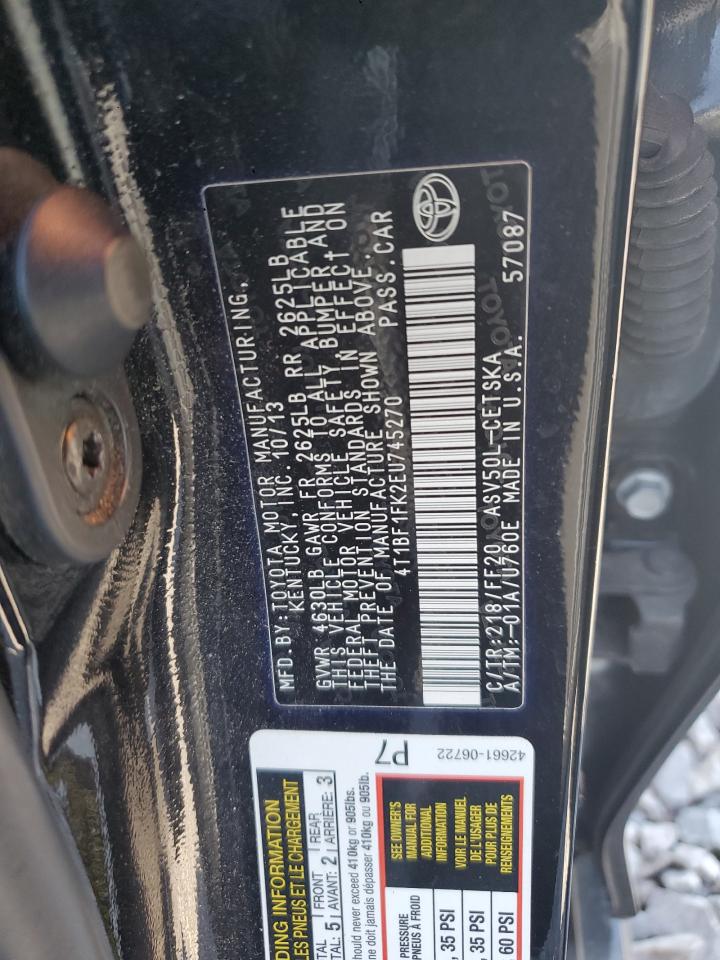 MFD.BY:TOYOTA MOTOR MANUFACTURING,
KENTUCKY, INC. 10/13
GVWR 4630LB GAWR FR 2625LB RR 2625LB
THIS VEHICLE CONFORMS TO ALL APPLICABLE
FEDERAL MOTOR VEHICLE SAFETY, BUMPER, AND
THEFT PREVENTION STANDARDS IN EFFECT ON
THE DATE OF MANUFACTURE SHOWN ABOVE.
4T1BF1FK2EU745270 PASS.CAR
C/TR:218/FF20 ASV50L-CETSKA
A/TM:-01A/U760E MADE IN U.S.A. 57087
DING INFORMATION
LES PNEUS ET LE CHARGEMENT
TAL FRONT REAR
TAL: 5 AVANT: 2 ARRIÈRE: 3
hould never exceed 410kg or 905lbs.
ne doit jamais dépasser 410kg ou 905lb.
P7
42661-06722
PRESSURE
PNEUS À FROID
, 35 PSI
, 35 PSI
, 60 PSI
SEE OWNER'S
MANUAL FOR
ADDITIONAL
INFORMATION
VOIR LE MANUEL
DE L'USAGER
POUR PLUS DE
RENSEIGNEMENTS